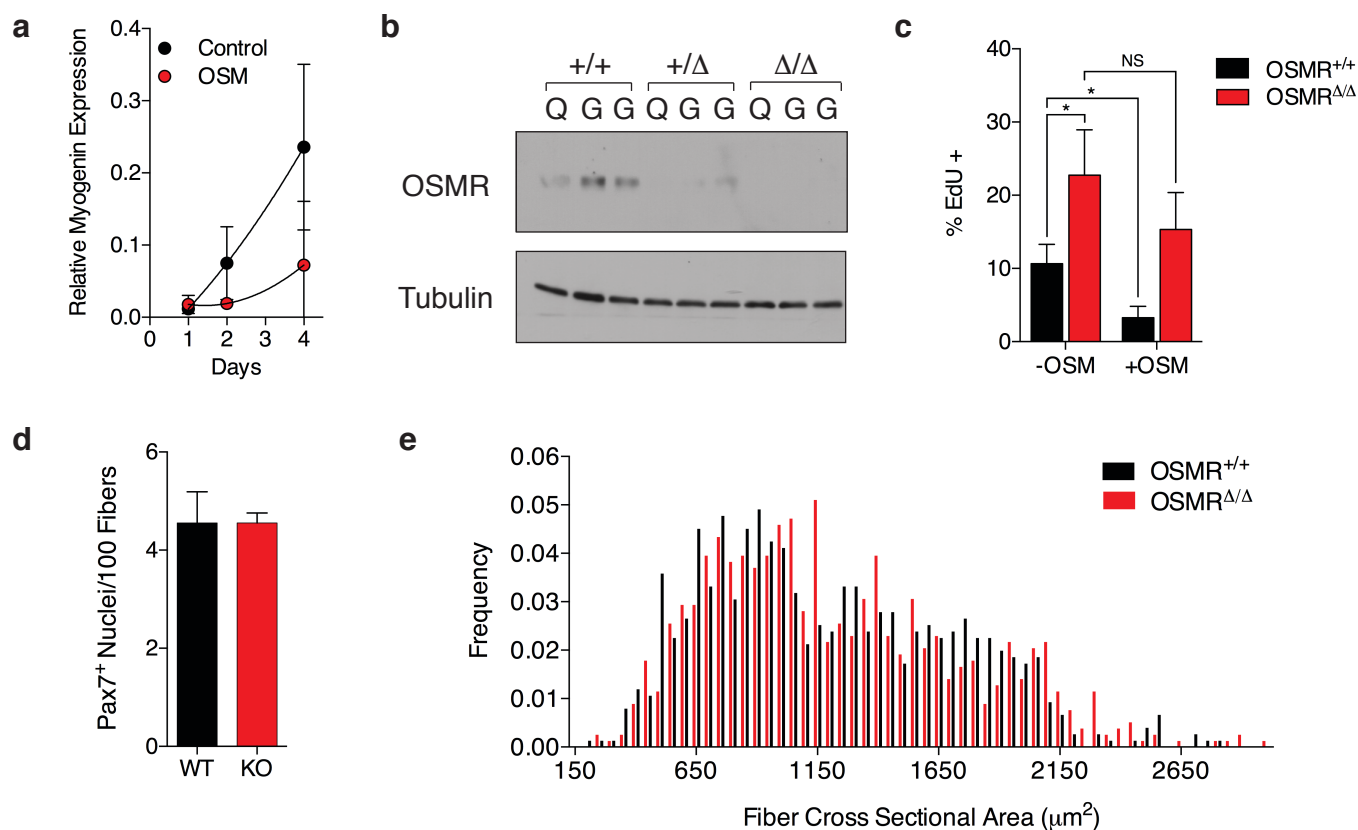 a
Relative Myogenin Expression
0.4
0.3
0.2
0.1
0.0
Control
OSM
0 1 2 3 4
Days
b
+/+ +/Δ Δ/Δ
Q G G Q G G Q G G
OSMR
Tubulin
c
% EdU +
40
30
20
10
0
NS
*
*
-OSM +OSM
OSMR+/+
OSMRΔ/Δ
d
Pax7+ Nuclei/100 Fibers
6
4
2
0
WT KO
e
Frequency
0.06
0.05
0.04
0.03
0.02
0.01
0.00
OSMR+/+
OSMRΔ/Δ
150 650 1150 1650 2150 2650
Fiber Cross Sectional Area (μm2)